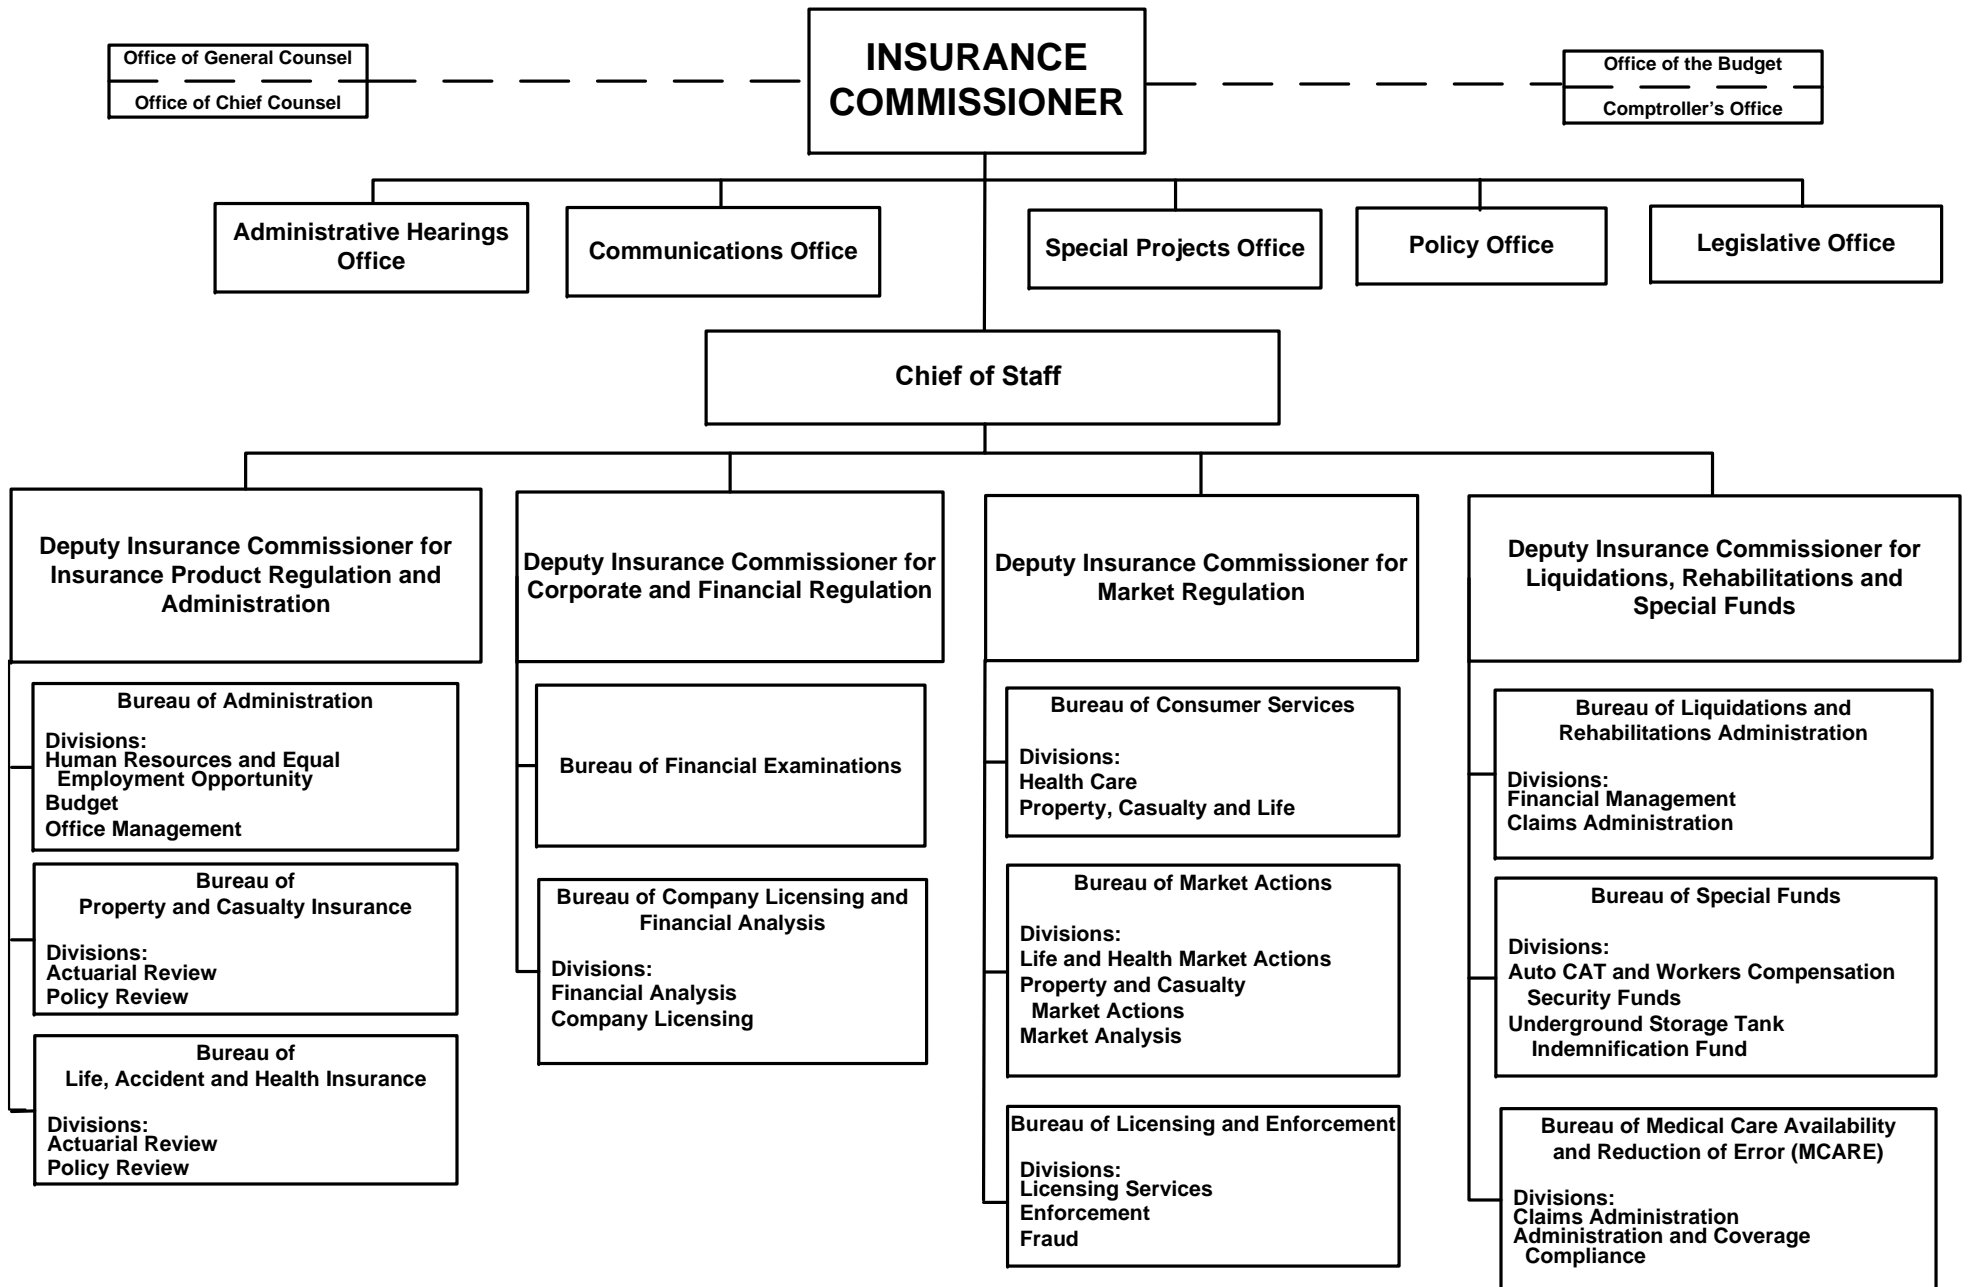 Office of General Counsel
Office of Chief Counsel
INSURANCE
COMMISSIONER
Office of the Budget
Comptroller’s Office
Administrative Hearings
Office
Communications Office
Special Projects Office
Policy Office
Legislative Office
Chief of Staff
Deputy Insurance Commissioner for
Insurance Product Regulation and
Administration
Bureau of Administration
Divisions:
Human Resources and Equal
Employment Opportunity
Budget
Office Management
Bureau of
Property and Casualty Insurance
Divisions:
Actuarial Review
Policy Review
Bureau of
Life, Accident and Health Insurance
Divisions:
Actuarial Review
Policy Review
Deputy Insurance Commissioner for
Corporate and Financial Regulation
Bureau of Financial Examinations
Bureau of Company Licensing and
Financial Analysis
Divisions:
Financial Analysis
Company Licensing
Deputy Insurance Commissioner for
Market Regulation
Bureau of Consumer Services
Divisions:
Health Care
Property, Casualty and Life
Bureau of Market Actions
Divisions:
Life and Health Market Actions
Property and Casualty
Market Actions
Market Analysis
Bureau of Licensing and Enforcement
Divisions:
Licensing Services
Enforcement
Fraud
Deputy Insurance Commissioner for
Liquidations, Rehabilitations and
Special Funds
Bureau of Liquidations and
Rehabilitations Administration
Divisions:
Financial Management
Claims Administration
Bureau of Special Funds
Divisions:
Auto CAT and Workers Compensation
Security Funds
Underground Storage Tank
Indemnification Fund
Bureau of Medical Care Availability
and Reduction of Error (MCARE)
Divisions:
Claims Administration
Administration and Coverage
Compliance